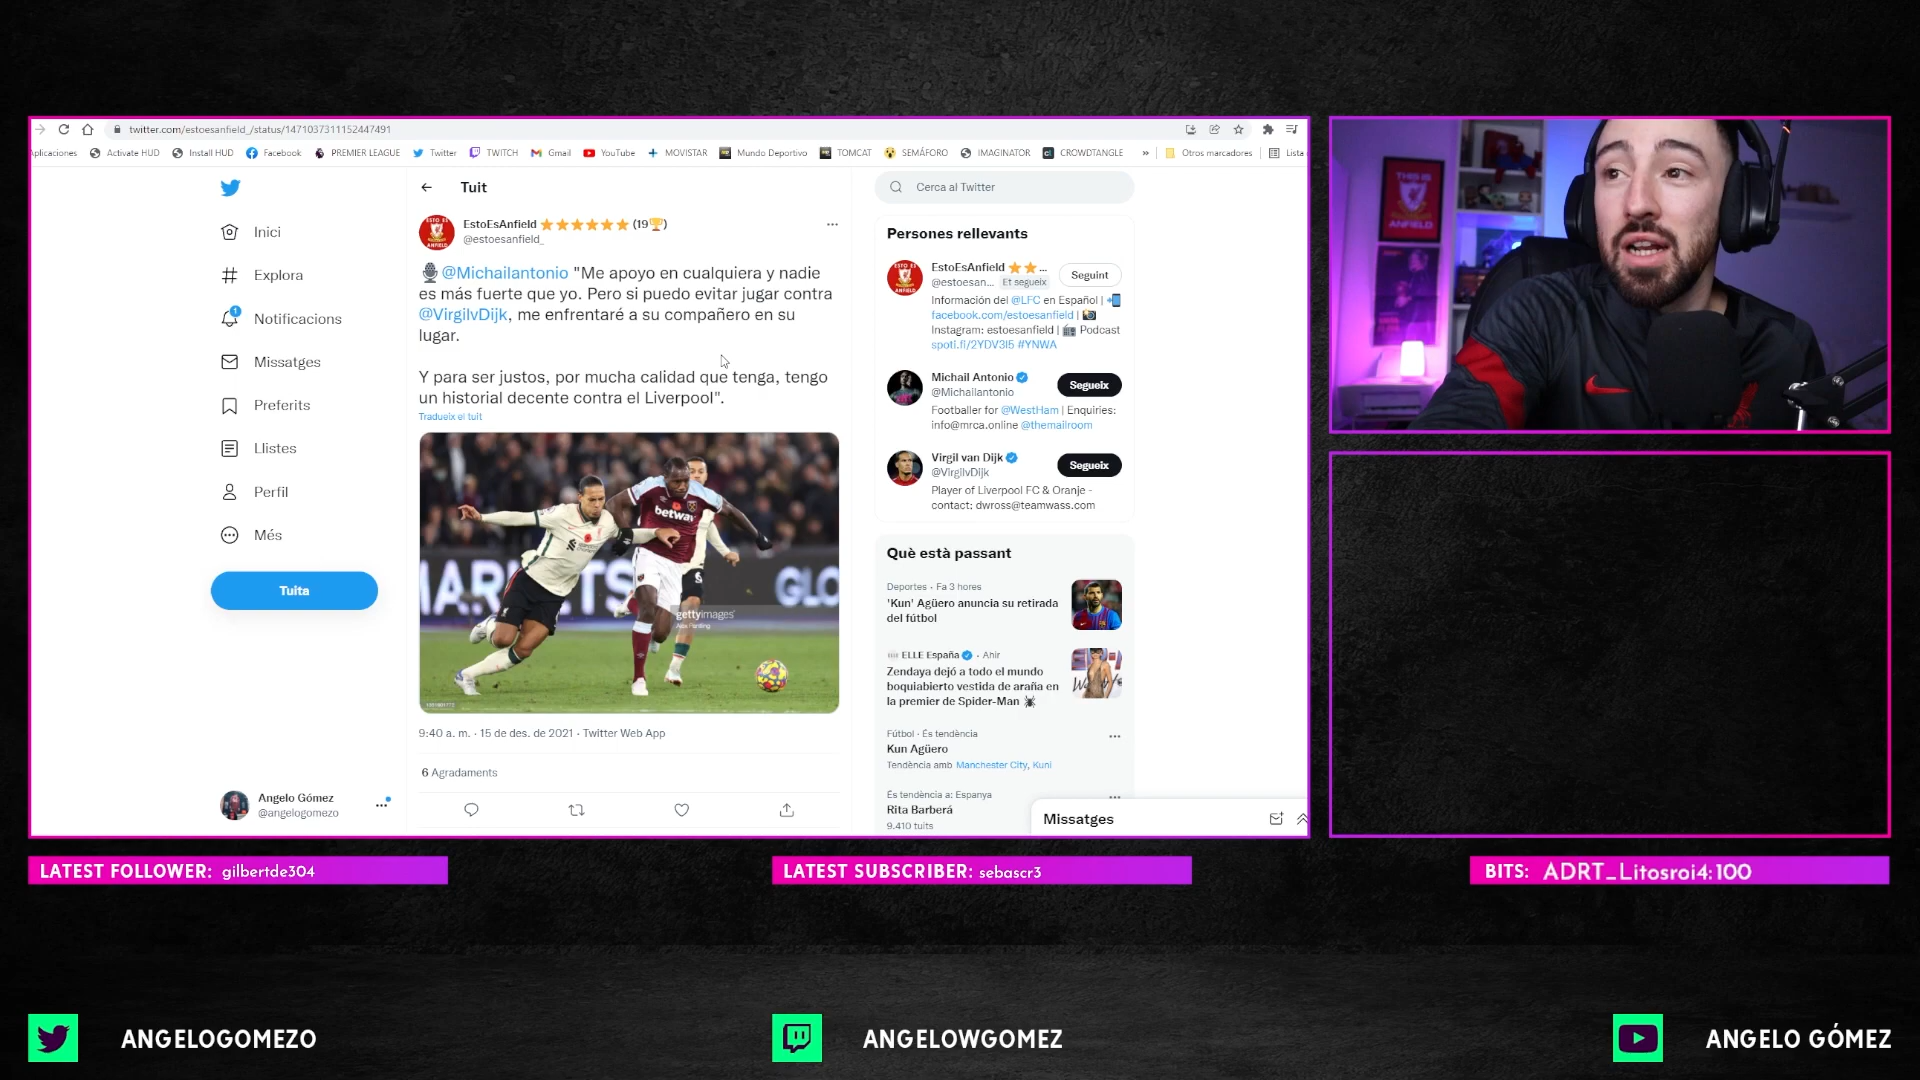 twitter.com/estoesanfield_/status/1471037311152447491
Aplicaciones Activate HUD Install HUD Facebook PREMIER LEAGUE Twitter TWITCH Gmail YouTube MOVISTAR Mundo Deportivo TOMCAT SEMÁFORO IMAGINATOR CROWDTANGLE » Otros marcadores Lista
Inici
Explora
1
Notificacions
Missatges
Preferits
Llistes
Perfil
Més
Tuita
Angelo Gómez
@angelogomezo
Tuit
EstoEsAnfield ⭐⭐⭐⭐⭐⭐ (19🏆)
@estoesanfield_
🎙@Michailantonio "Me apoyo en cualquiera y nadie
es más fuerte que yo. Pero si puedo evitar jugar contra
@VirgilvDijk, me enfrentaré a su compañero en su
lugar.
Y para ser justos, por mucha calidad que tenga, tengo
un historial decente contra el Liverpool".
Tradueix el tuit
MARKETS GLO
betway
gettyimages
9:40 a. m. · 15 de des. de 2021 · Twitter Web App
6 Agradaments
Cerca al Twitter
Persones rellevants
EstoEsAnfield ⭐⭐...
@estoesan... Et segueix
Seguint
Información del @LFC en Español | 📲
facebook.com/estoesanfield | 📸
Instagram: estoesanfield | 📻 Podcast
spoti.fi/2YDV3I5 #YNWA
Michail Antonio
@Michailantonio
Segueix
Footballer for @WestHam | Enquiries:
info@mrca.online @themailroom
Virgil van Dijk
@VirgilvDijk
Segueix
Player of Liverpool FC & Oranje -
contact: dwross@teamwass.com
Què està passant
Deportes · Fa 3 hores
'Kun' Agüero anuncia su retirada
del fútbol
ELLE España · Ahir
Zendaya dejó a todo el mundo
boquiabierto vestida de araña en
la premier de Spider-Man 🕷
Fútbol · És tendència
Kun Agüero
Tendència amb Manchester City, Kuni
És tendència a: Espanya
Rita Barberá
9.410 tuits
Missatges
THIS IS
ANFIELD
LATEST FOLLOWER: gilbertde304
LATEST SUBSCRIBER: sebascr3
BITS: ADRT_Litosroi4:100
ANGELOGOMEZO
ANGELOWGOMEZ
ANGELO GÓMEZ